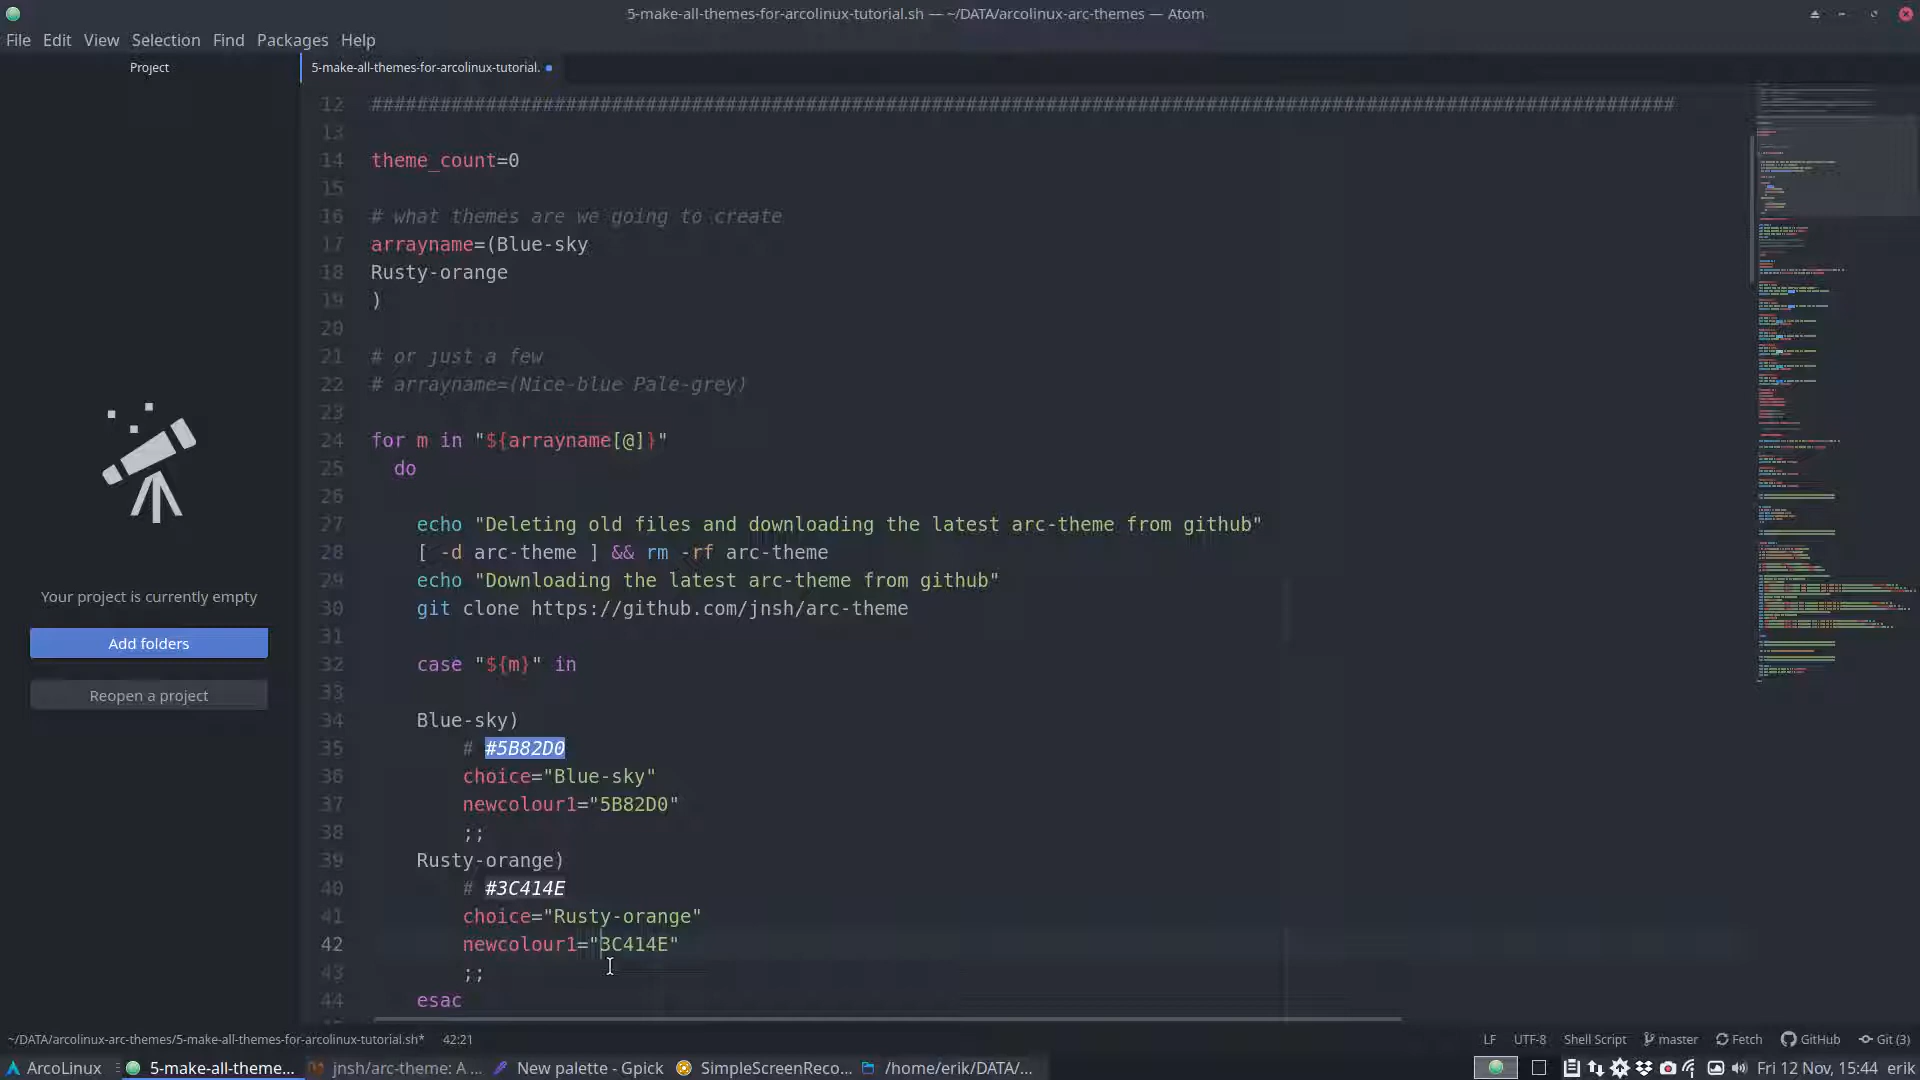 5-make-all-themes-for-arcolinux-tutorial.sh — ~/DATA/arcolinux-arc-themes — Atom
File Edit View Selection Find Packages Help
Project
5-make-all-themes-for-arcolinux-tutorial.
12 ##################################################################################################################
13
14 theme_count=0
15
16 # what themes are we going to create
17 arrayname=(Blue-sky
18 Rusty-orange
19 )
20
21 # or just a few
22 # arrayname=(Nice-blue Pale-grey)
23
24 for m in "${arrayname[@]}"
25 do
26
27 echo "Deleting old files and downloading the latest arc-theme from github"
28 [ -d arc-theme ] && rm -rf arc-theme
29 echo "Downloading the latest arc-theme from github"
30 git clone https://github.com/jnsh/arc-theme
31
32 case "${m}" in
33
34 Blue-sky)
35 # #5B82D0
36 choice="Blue-sky"
37 newcolour1="5B82D0"
38 ;;
39 Rusty-orange)
40 # #3C414E
41 choice="Rusty-orange"
42 newcolour1="3C414E"
43 ;;
44 esac
Your project is currently empty
Add folders
Reopen a project
~/DATA/arcolinux-arc-themes/5-make-all-themes-for-arcolinux-tutorial.sh* 42:21 LF UTF-8 Shell Script master Fetch GitHub Git (3)
ArcoLinux 5-make-all-theme... jnsh/arc-theme: A ... New palette - Gpick SimpleScreenReco... /home/erik/DATA/... Fri 12 Nov, 15:44 erik